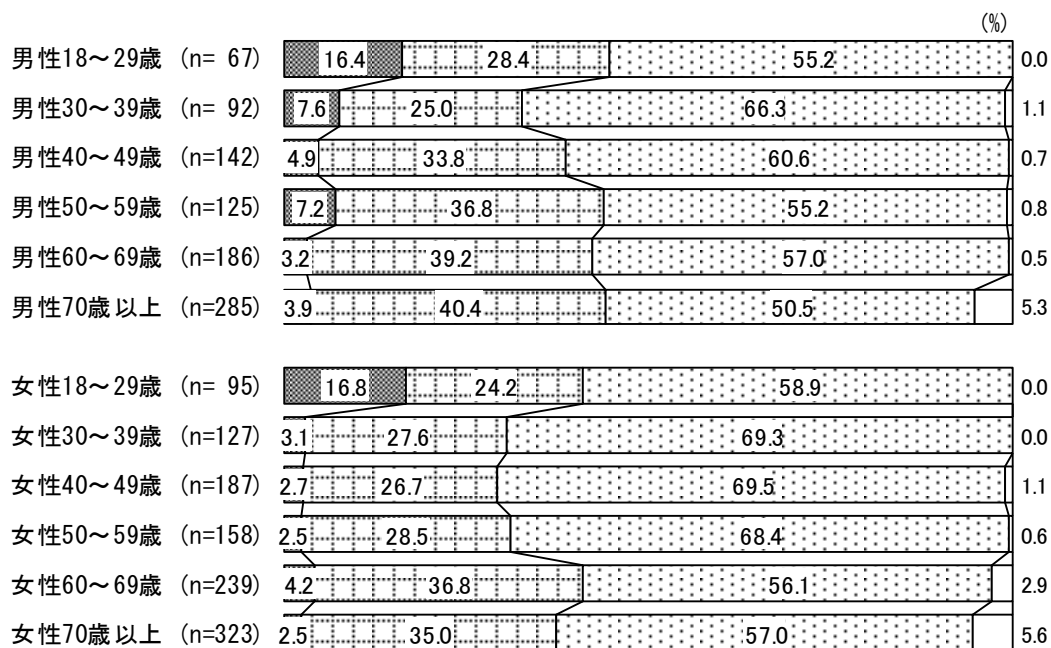 (%)
男性18～29歳 (n= 67) 16.4 28.4 55.2 0.0
男性30～39歳 (n= 92) 7.6 25.0 66.3 1.1
男性40～49歳 (n=142) 4.9 33.8 60.6 0.7
男性50～59歳 (n=125) 7.2 36.8 55.2 0.8
男性60～69歳 (n=186) 3.2 39.2 57.0 0.5
男性70歳以上 (n=285) 3.9 40.4 50.5 5.3
女性18～29歳 (n= 95) 16.8 24.2 58.9 0.0
女性30～39歳 (n=127) 3.1 27.6 69.3 0.0
女性40～49歳 (n=187) 2.7 26.7 69.5 1.1
女性50～59歳 (n=158) 2.5 28.5 68.4 0.6
女性60～69歳 (n=239) 4.2 36.8 56.1 2.9
女性70歳以上 (n=323) 2.5 35.0 57.0 5.6